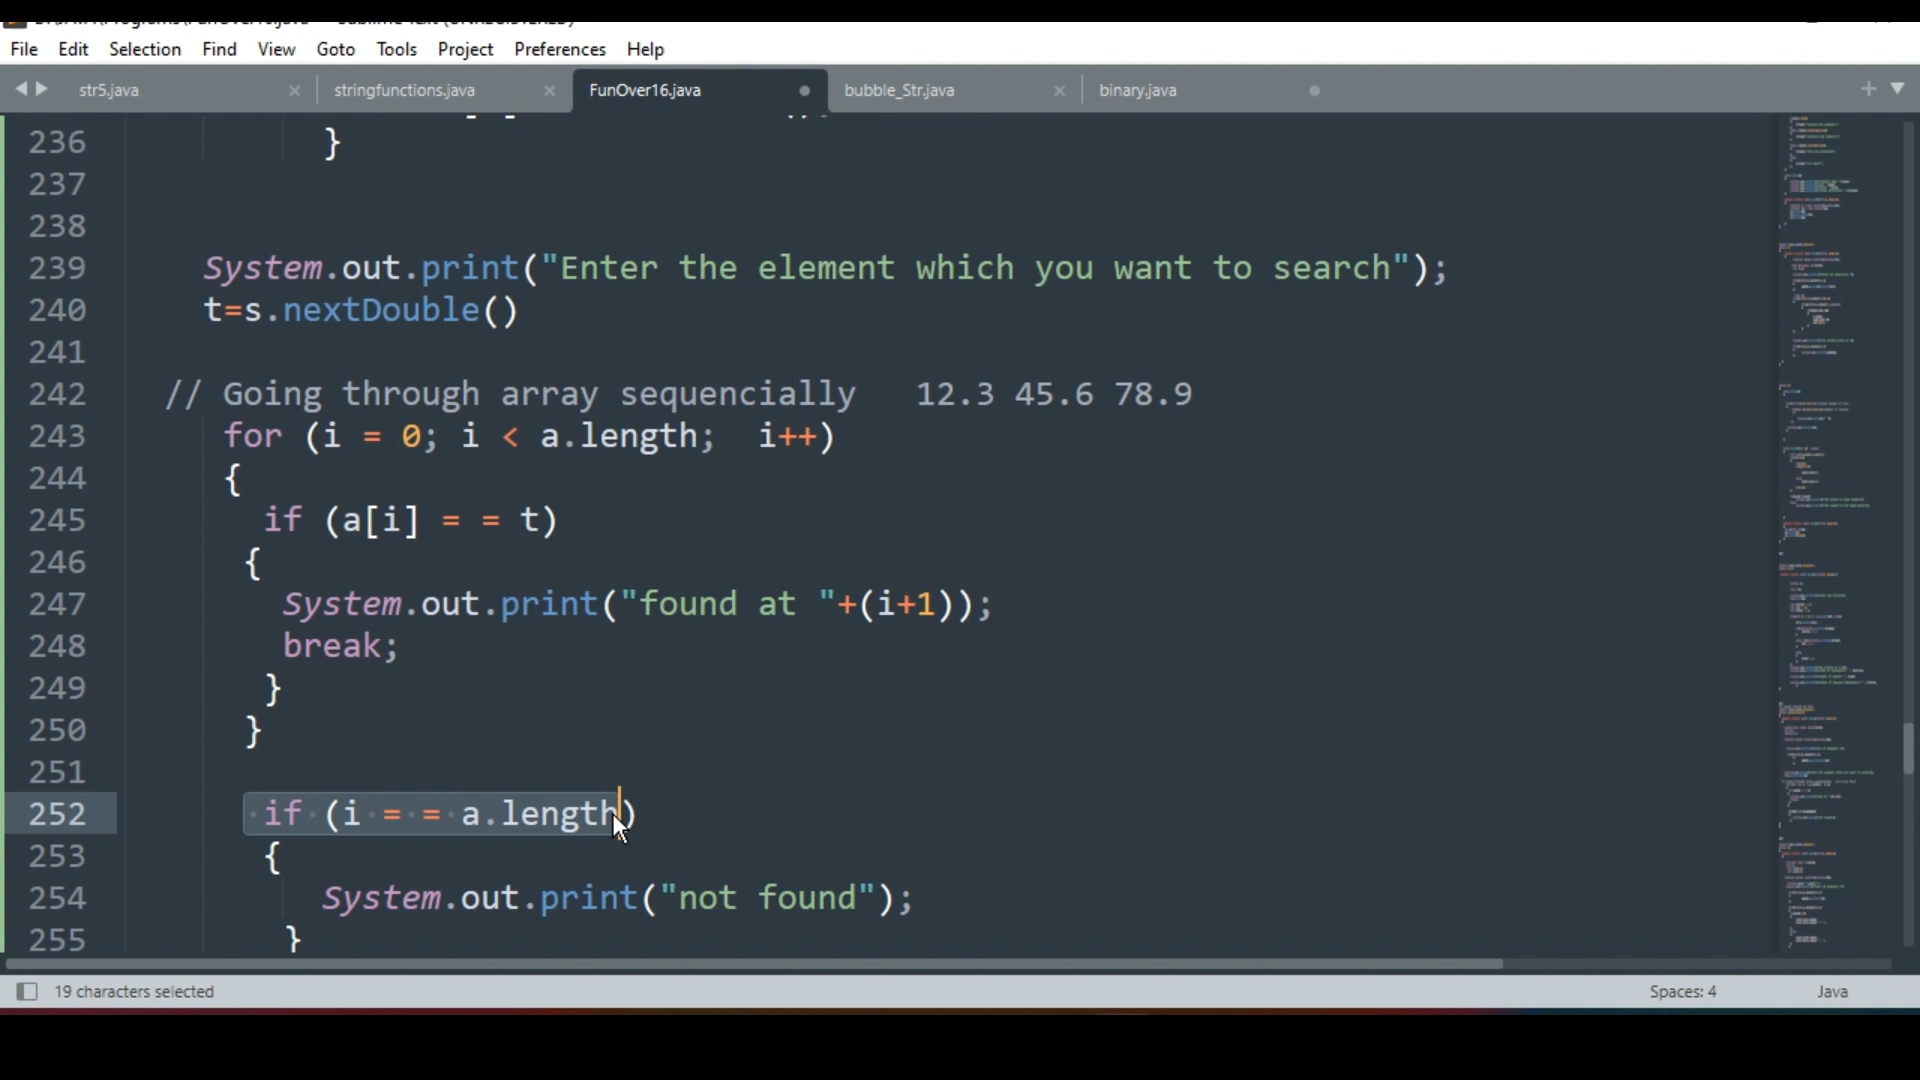 File Edit Selection Find View Goto Tools Project Preferences Help
str5.java stringfunctions.java FunOver16.java bubble_Str.java binary.java
236 }
237
238
239 System.out.print("Enter the element which you want to search");
240 t=s.nextDouble()
241
242 // Going through array sequencially 12.3 45.6 78.9
243 for (i = 0; i < a.length; i++)
244 {
245 if (a[i] = = t)
246 {
247 System.out.print("found at "+(i+1));
248 break;
249 }
250 }
251
252 if (i = = a.length)
253 {
254 System.out.print("not found");
255 }
19 characters selected Spaces: 4 Java